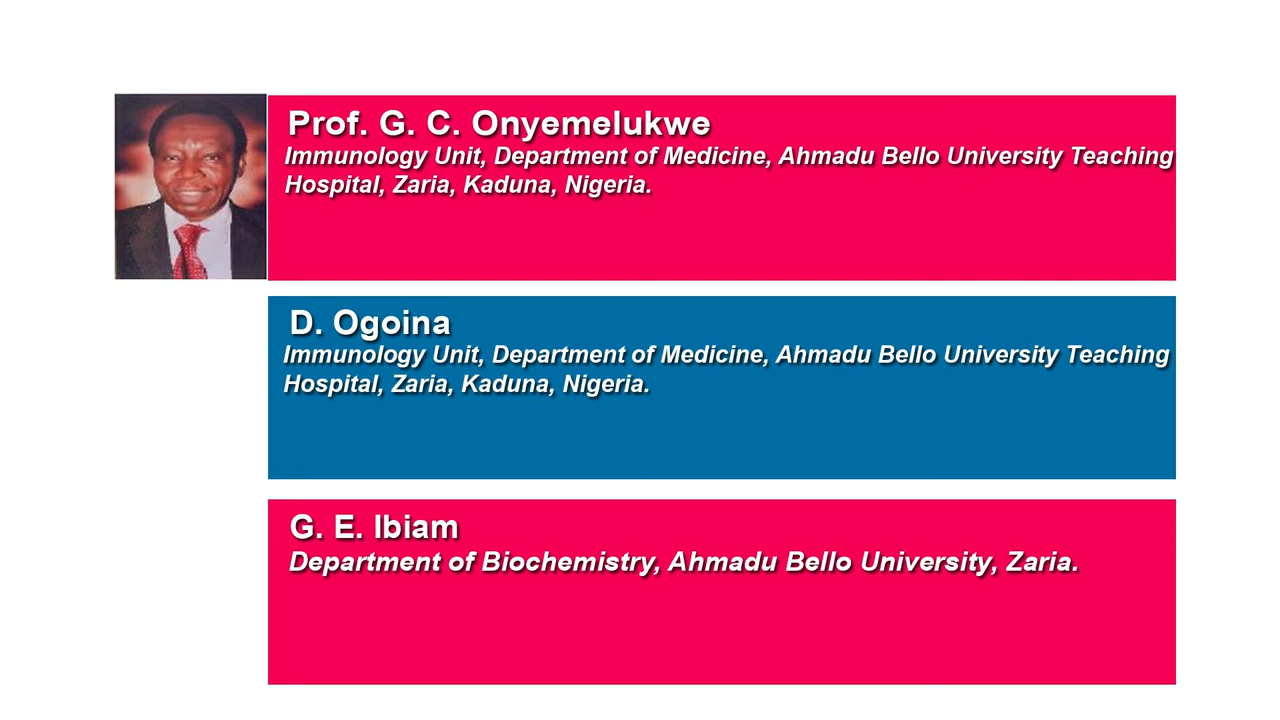 Prof. G. C. Onyemelukwe
Immunology Unit, Department of Medicine, Ahmadu Bello University Teaching
Hospital, Zaria, Kaduna, Nigeria.
D. Ogoina
Immunology Unit, Department of Medicine, Ahmadu Bello University Teaching
Hospital, Zaria, Kaduna, Nigeria.
G. E. Ibiam
Department of Biochemistry, Ahmadu Bello University, Zaria.